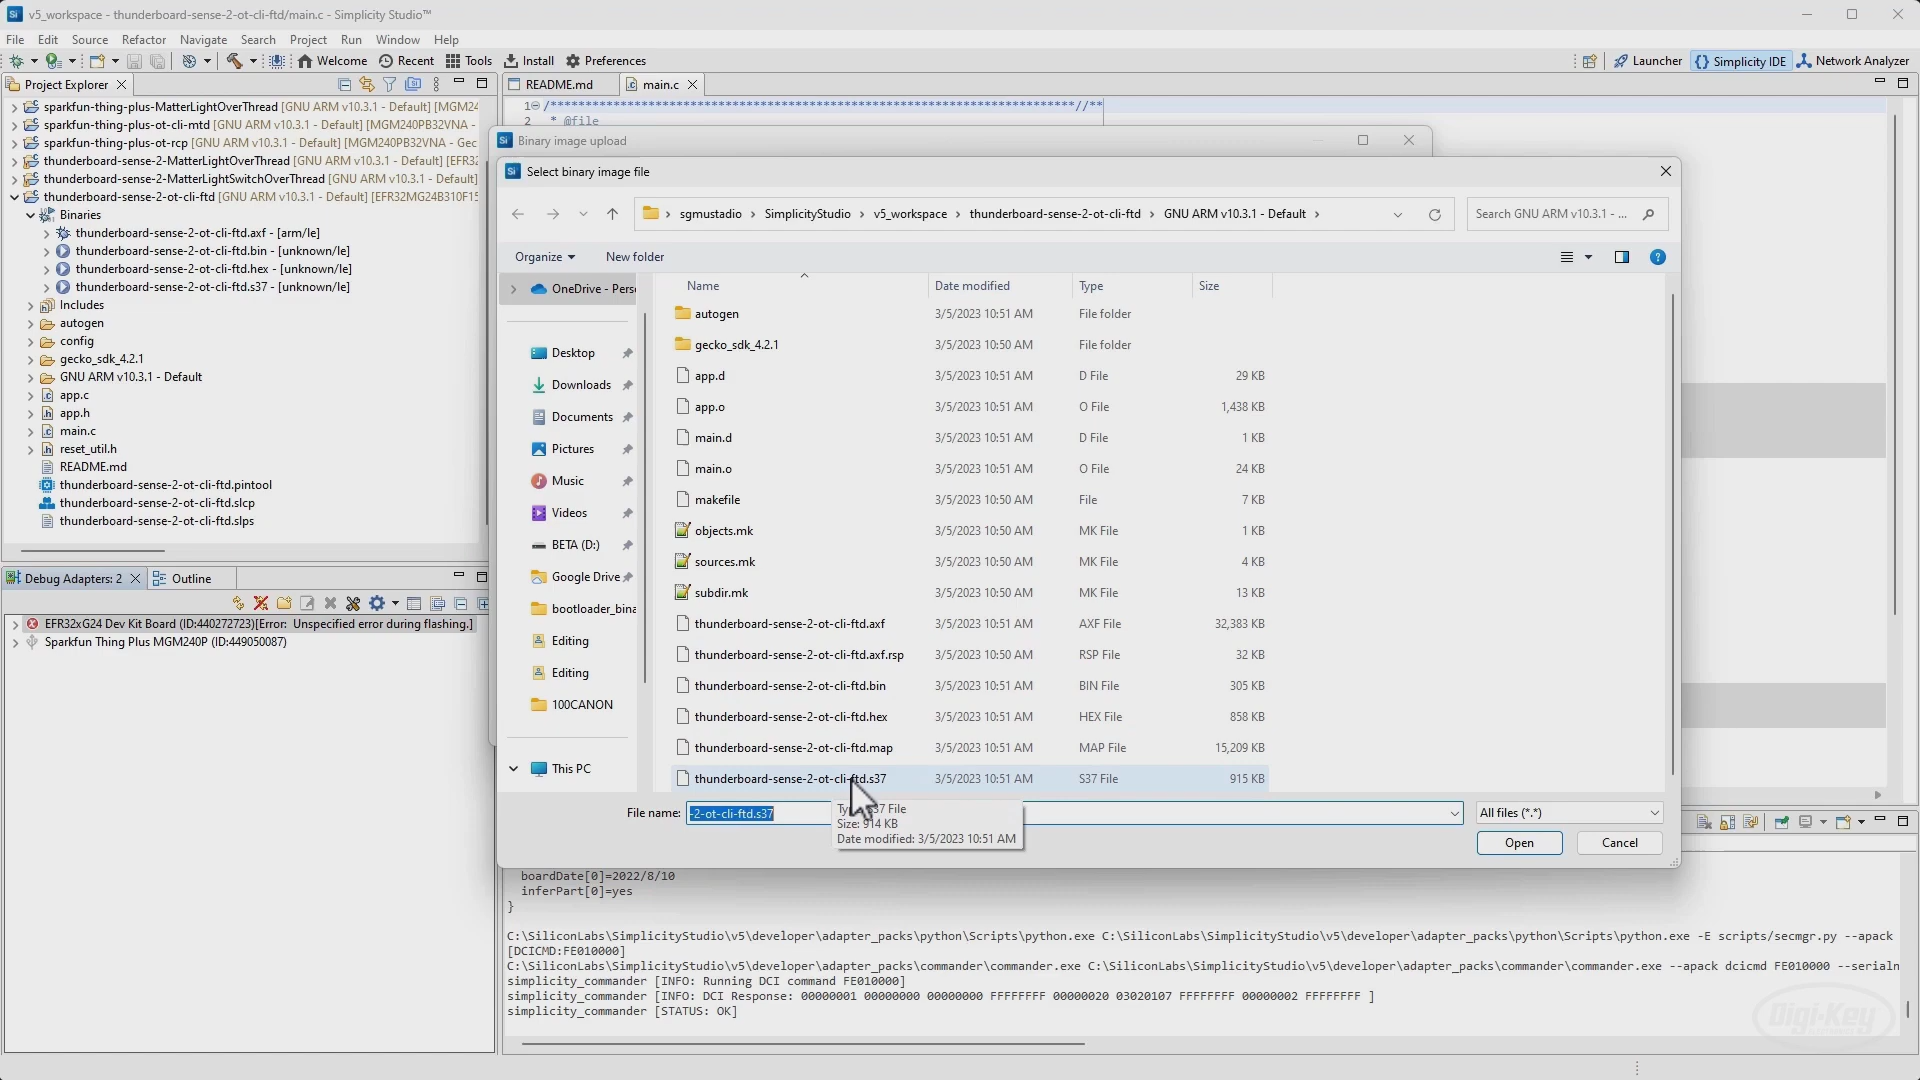 v5_workspace - thunderboard-sense-2-ot-cli-ftd/main.c - Simplicity Studio™
File Edit Source Refactor Navigate Search Project Run Window Help
Welcome Recent Tools Install Preferences
Launcher Simplicity IDE Network Analyzer
Project Explorer
sparkfun-thing-plus-MatterLightOverThread [GNU ARM v10.3.1 - Default] [MGM24
sparkfun-thing-plus-ot-cli-mtd [GNU ARM v10.3.1 - Default] [MGM240PB32VNA -
sparkfun-thing-plus-ot-rcp [GNU ARM v10.3.1 - Default] [MGM240PB32VNA - Gec
thunderboard-sense-2-MatterLightOverThread [GNU ARM v10.3.1 - Default] [EFR32
thunderboard-sense-2-MatterLightSwitchOverThread [GNU ARM v10.3.1 - Default]
thunderboard-sense-2-ot-cli-ftd [GNU ARM v10.3.1 - Default] [EFR32MG24B310F15
Binaries
thunderboard-sense-2-ot-cli-ftd.axf - [arm/le]
thunderboard-sense-2-ot-cli-ftd.bin - [unknown/le]
thunderboard-sense-2-ot-cli-ftd.hex - [unknown/le]
thunderboard-sense-2-ot-cli-ftd.s37 - [unknown/le]
Includes
autogen
config
gecko_sdk_4.2.1
GNU ARM v10.3.1 - Default
app.c
app.h
main.c
reset_util.h
README.md
thunderboard-sense-2-ot-cli-ftd.pintool
thunderboard-sense-2-ot-cli-ftd.slcp
thunderboard-sense-2-ot-cli-ftd.slps
Debug Adapters: 2 Outline
EFR32xG24 Dev Kit Board (ID:440272723)[Error: Unspecified error during flashing.]
Sparkfun Thing Plus MGM240P (ID:449050087)
README.md main.c
1 /***************************************************************************//**
2 * @file
Binary image upload
Select binary image file
sgmustadio > SimplicityStudio > v5_workspace > thunderboard-sense-2-ot-cli-ftd > GNU ARM v10.3.1 - Default >
Search GNU ARM v10.3.1 - ...
Organize New folder
OneDrive - Pers
Desktop
Downloads
Documents
Pictures
Music
Videos
BETA (D:)
Google Drive
bootloader_bina
Editing
Editing
100CANON
This PC
Name Date modified Type Size
autogen 3/5/2023 10:51 AM File folder
gecko_sdk_4.2.1 3/5/2023 10:50 AM File folder
app.d 3/5/2023 10:51 AM D File 29 KB
app.o 3/5/2023 10:51 AM O File 1,438 KB
main.d 3/5/2023 10:51 AM D File 1 KB
main.o 3/5/2023 10:51 AM O File 24 KB
makefile 3/5/2023 10:50 AM File 7 KB
objects.mk 3/5/2023 10:50 AM MK File 1 KB
sources.mk 3/5/2023 10:50 AM MK File 4 KB
subdir.mk 3/5/2023 10:50 AM MK File 13 KB
thunderboard-sense-2-ot-cli-ftd.axf 3/5/2023 10:51 AM AXF File 32,383 KB
thunderboard-sense-2-ot-cli-ftd.axf.rsp 3/5/2023 10:50 AM RSP File 32 KB
thunderboard-sense-2-ot-cli-ftd.bin 3/5/2023 10:51 AM BIN File 305 KB
thunderboard-sense-2-ot-cli-ftd.hex 3/5/2023 10:51 AM HEX File 858 KB
thunderboard-sense-2-ot-cli-ftd.map 3/5/2023 10:51 AM MAP File 15,209 KB
thunderboard-sense-2-ot-cli-ftd.s37 3/5/2023 10:51 AM S37 File 915 KB
File name: -2-ot-cli-ftd.s37 All files (*.*)
S37 File
Size: 914 KB
Date modified: 3/5/2023 10:51 AM
Open Cancel
boardDate[0]=2022/8/10
inferPart[0]=yes
}
C:\SiliconLabs\SimplicityStudio\v5\developer\adapter_packs\python\Scripts\python.exe C:\SiliconLabs\SimplicityStudio\v5\developer\adapter_packs\python\Scripts\python.exe -E scripts/secmgr.py --apack
[DCICMD:FE010000]
C:\SiliconLabs\SimplicityStudio\v5\developer\adapter_packs\commander\commander.exe C:\SiliconLabs\SimplicityStudio\v5\developer\adapter_packs\commander\commander.exe --apack dcicmd FE010000 --serialn
simplicity_commander [INFO: Running DCI command FE010000]
simplicity_commander [INFO: DCI Response: 00000001 00000000 00000000 FFFFFFFF 00000020 03020107 FFFFFFFF 00000002 FFFFFFFF ]
simplicity_commander [STATUS: OK]
Digi-Key